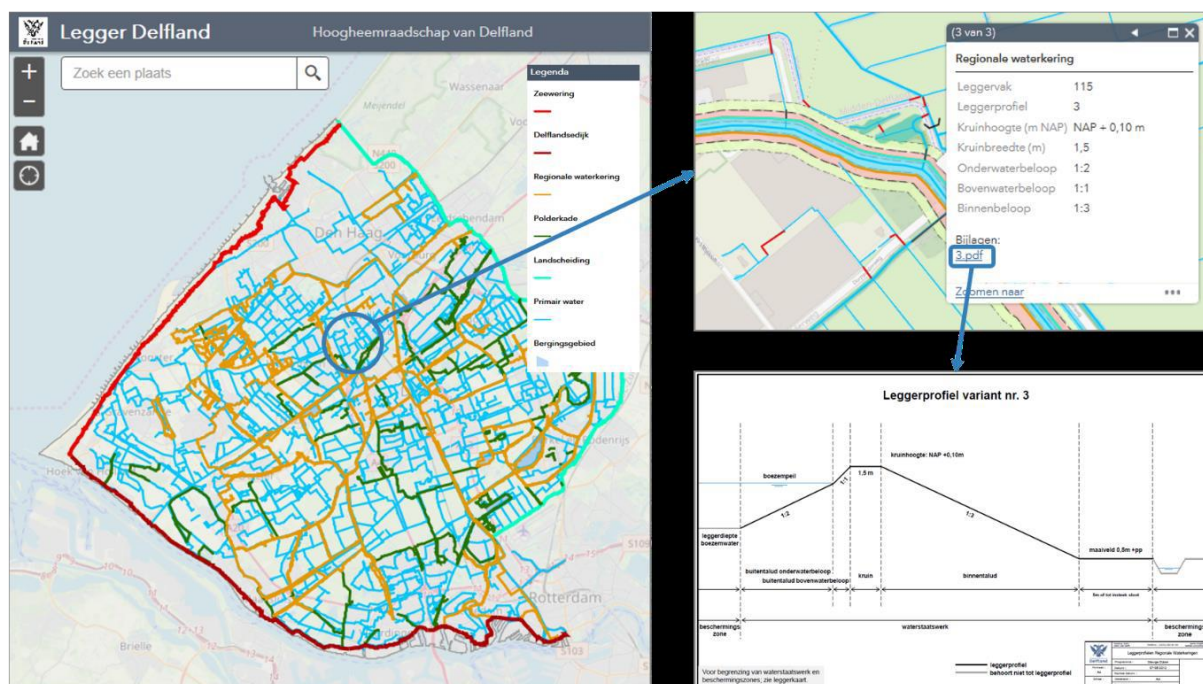 Legger Delfland
Hoogheemraadschap van Delfland
Zoek een plaats
Legenda
Zeewering
Delflandsedijk
Regionale waterkering
Polderkade
Landscheiding
Primair water
Bergingsgebied
Wassenaar
Meijendel
Den Haag
Rotterdam
Brielle
(3 van 3)
Regionale waterkering
Leggervak 115
Leggerprofiel 3
Kruinhoogte (m NAP) NAP + 0,10 m
Kruinbreedte (m) 1,5
Onderwaterbeloop 1:2
Bovenwaterbeloop 1:1
Binnenbeloop 1:3
Bijlagen:
3.pdf
Zoomen naar
Leggerprofiel variant nr. 3
kruinhoogte: NAP +0,10m
boezempeil
1,5 m
1:1
1:2
1:3
leggerdiepte
boezemwater
maaiveld 0,5m +pp
buitentalud onderwaterbeloop
buitentalud bovenwaterbeloop
kruin
binnentalud
beschermings
zone
waterstaatswerk
beschermings
zone
Voor begrenzing van waterstaatswerk en
beschermingszones, zie leggerkaart.
leggerprofiel
behoort niet tot leggerprofiel
Delfland
Leggerprofielen Regionale Waterkeringen